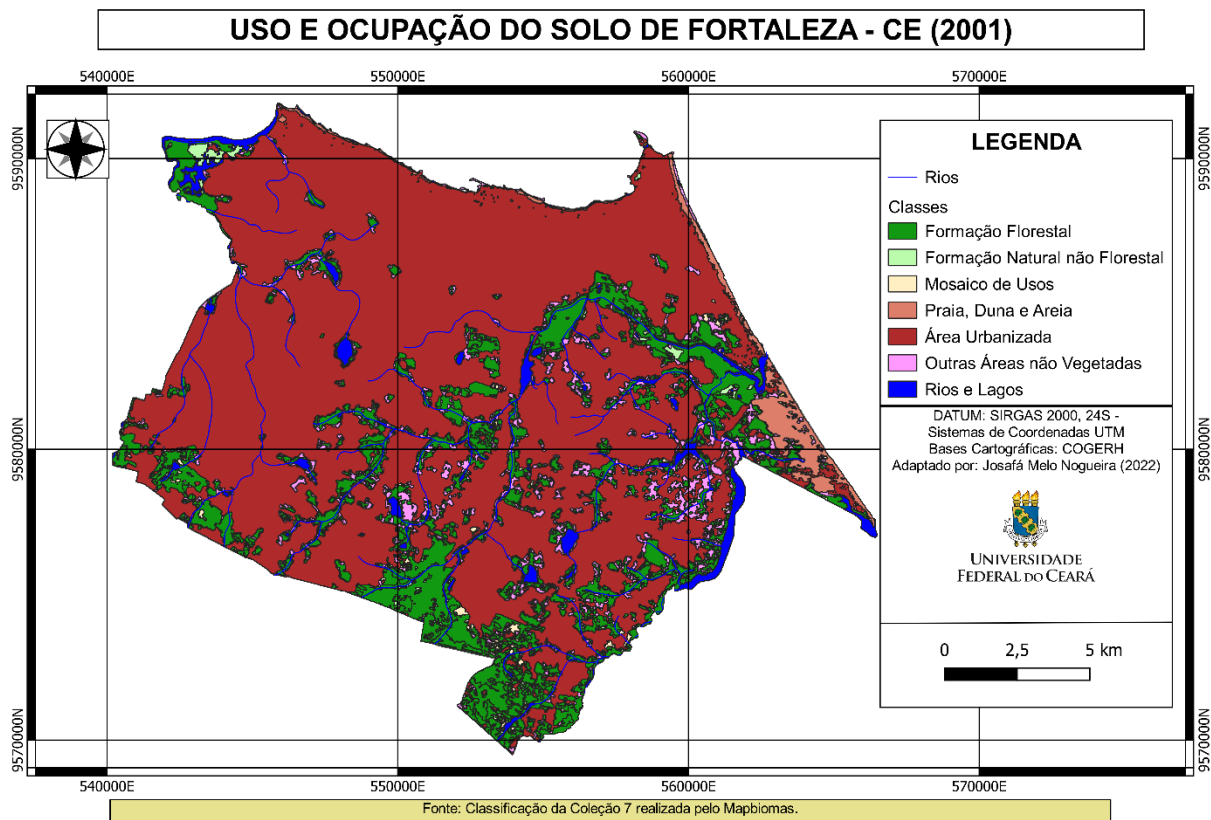 USO E OCUPAÇÃO DO SOLO DE FORTALEZA - CE (2001)
540000E
550000E
560000E
570000E
9590000N
9590000N
LEGENDA
Rios
Classes
Formação Florestal
Formação Natural não Florestal
Mosaico de Usos
Praia, Duna e Areia
Área Urbanizada
Outras Áreas não Vegetadas
Rios e Lagos
DATUM: SIRGAS 2000, 24S -
Sistemas de Coordenadas UTM
Bases Cartográficas: COGERH
Adaptado por: Josafá Melo Nogueira (2022)
9580000N
9580000N
UNIVERSIDADE
FEDERAL DO CEARÁ
0 2,5 5 km
9570000N
9570000N
540000E
550000E
560000E
570000E
Fonte: Classificação da Coleção 7 realizada pelo Mapbiomas.